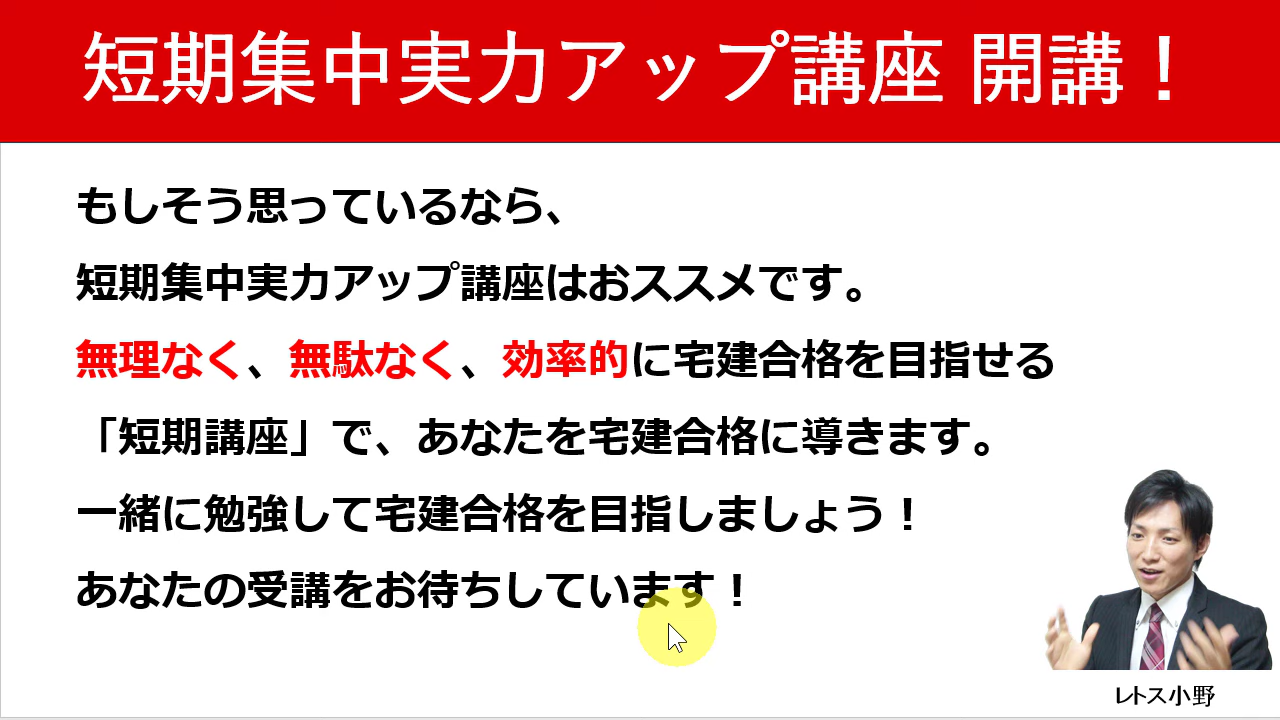 短期集中実力アップ講座 開講！
もしそう思っているなら、
短期集中実力アップ講座はおススメです。
無理なく、無駄なく、効率的に宅建合格を目指せる
「短期講座」で、あなたを宅建合格に導きます。
一緒に勉強して宅建合格を目指しましょう！
あなたの受講をお待ちしています！
レトス小野